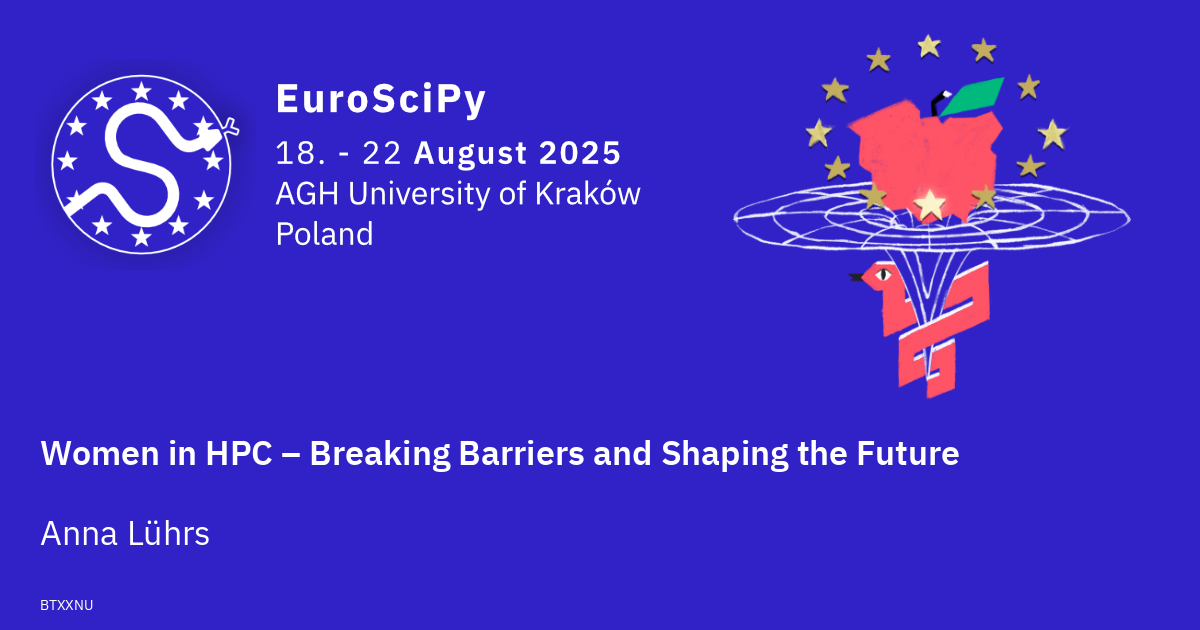 EuroSciPy
18. - 22 August 2025
AGH University of Kraków
Poland
Women in HPC – Breaking Barriers and Shaping the Future
Anna Lührs
BTXXNU